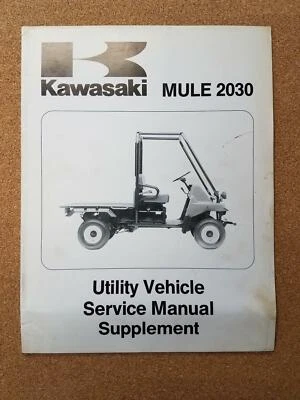 Kawasaki MULE 2030
Utility Vehicle
Service Manual
Supplement